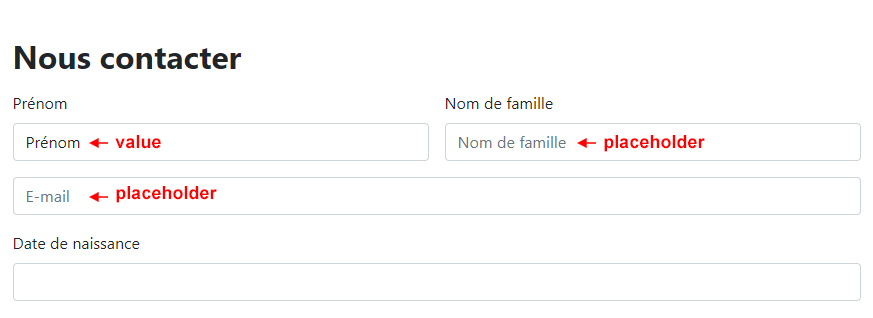 Nous contacter
Prénom
Nom de famille
Prénom value
Nom de famille placeholder
E-mail placeholder
Date de naissance